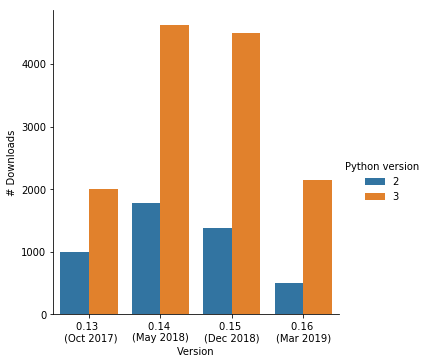 # Downloads
4000
3000
2000
1000
0
0.13
(Oct 2017)
0.14
(May 2018)
0.15
(Dec 2018)
0.16
(Mar 2019)
Version
Python version
2
3